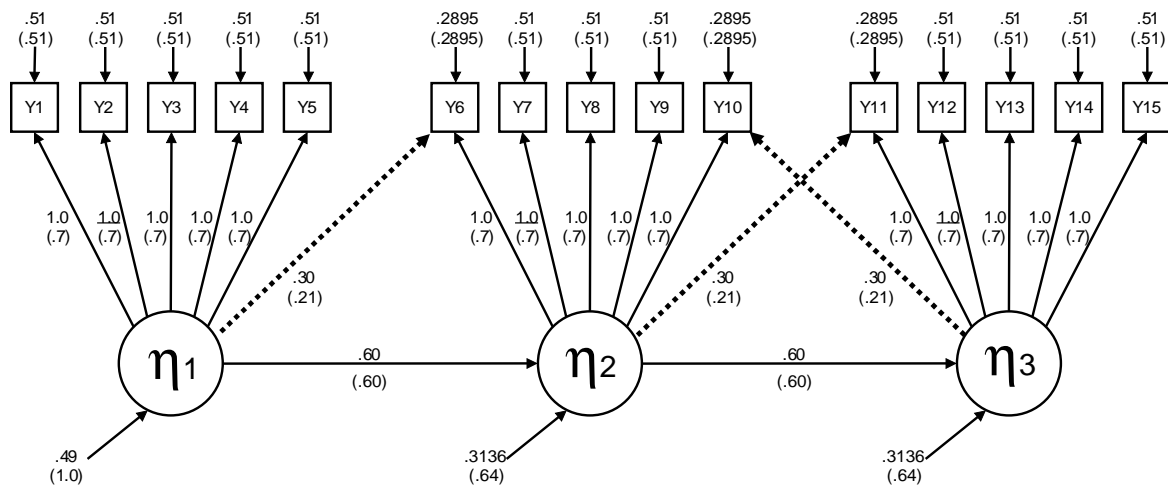 .51 .51 .51 .51 .51 .2895 .51 .51 .51 .2895 .2895 .51 .51 .51 .51
(.51) (.51) (.51) (.51) (.51) (.2895) (.51) (.51) (.51) (.2895) (.2895) (.51) (.51) (.51) (.51)
Y1 Y2 Y3 Y4 Y5 Y6 Y7 Y8 Y9 Y10 Y11 Y12 Y13 Y14 Y15
1.0 1.0 1.0 1.0 1.0 1.0 1.0 1.0 1.0 1.0 1.0 1.0 1.0 1.0 1.0
(.7) (.7) (.7) (.7) (.7) (.7) (.7) (.7) (.7) (.7) (.7) (.7) (.7) (.7) (.7)
.30 .30 .30
(.21) (.21) (.21)
η1 .60 η2 .60 η3
(.60) (.60)
.49 .3136 .3136
(1.0) (.64) (.64)